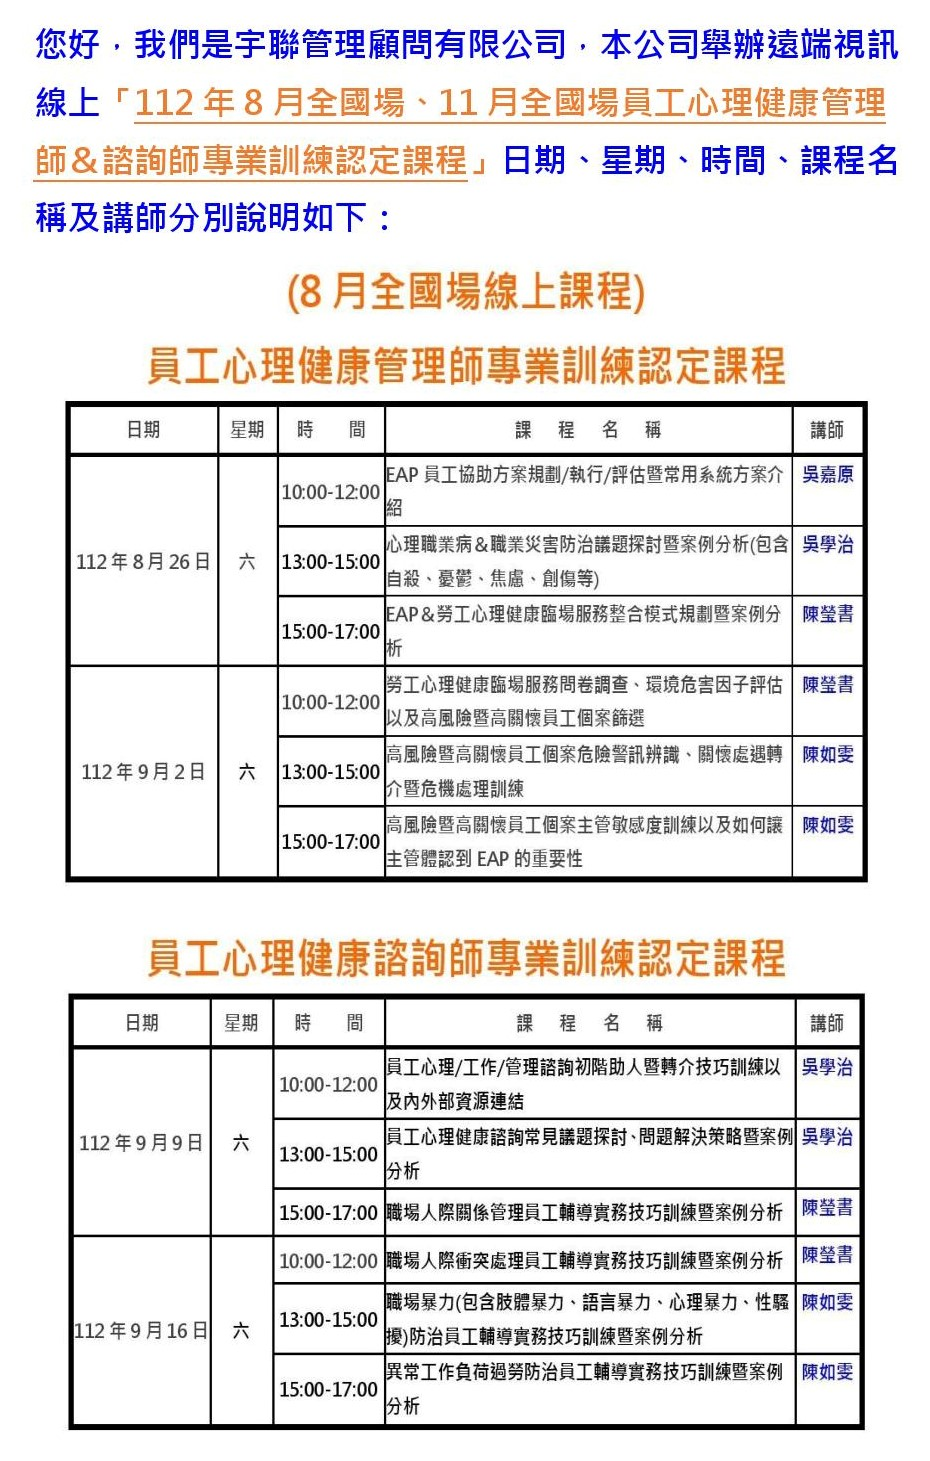 您好，我們是宇聯管理顧問有限公司，本公司舉辦遠端視訊
線上「112 年 8 月全國場、11 月全國場員工心理健康管理
師＆諮詢師專業訓練認定課程」日期、星期、時間、課程名
稱及講師分別說明如下：
(8 月全國場線上課程)
員工心理健康管理師專業訓練認定課程
日期 星期 時 間 課 程 名 稱 講師
112 年 8 月 26 日 六
10:00-12:00 EAP 員工協助方案規劃/執行/評估暨常用系統方案介 吳嘉原
紹
13:00-15:00 心理職業病＆職業災害防治議題探討暨案例分析(包含 吳學治
自殺、憂鬱、焦慮、創傷等)
15:00-17:00 EAP＆勞工心理健康臨場服務整合模式規劃暨案例分 陳瑩書
析
112 年 9 月 2 日 六
10:00-12:00 勞工心理健康臨場服務問卷調查、環境危害因子評估 陳瑩書
以及高風險暨高關懷員工個案篩選
13:00-15:00 高風險暨高關懷員工個案危險警訊辨識、關懷處遇轉 陳如雯
介暨危機處理訓練
15:00-17:00 高風險暨高關懷員工個案主管敏感度訓練以及如何讓 陳如雯
主管體認到 EAP 的重要性
員工心理健康諮詢師專業訓練認定課程
日期 星期 時 間 課 程 名 稱 講師
112 年 9 月 9 日 六
10:00-12:00 員工心理/工作/管理諮詢初階助人暨轉介技巧訓練以 吳學治
及內外部資源連結
13:00-15:00 員工心理健康諮詢常見議題探討、問題解決策略暨案例 吳學治
分析
15:00-17:00 職場人際關係管理員工輔導實務技巧訓練暨案例分析 陳瑩書
112 年 9 月 16 日 六
10:00-12:00 職場人際衝突處理員工輔導實務技巧訓練暨案例分析 陳瑩書
13:00-15:00 職場暴力(包含肢體暴力、語言暴力、心理暴力、性騷 陳如雯
擾)防治員工輔導實務技巧訓練暨案例分析
15:00-17:00 異常工作負荷過勞防治員工輔導實務技巧訓練暨案例 陳如雯
分析